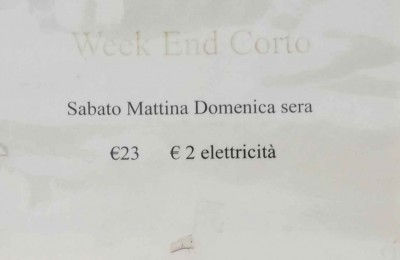 Week End Corto
Sabato Mattina Domenica sera
€23 € 2 elettricità